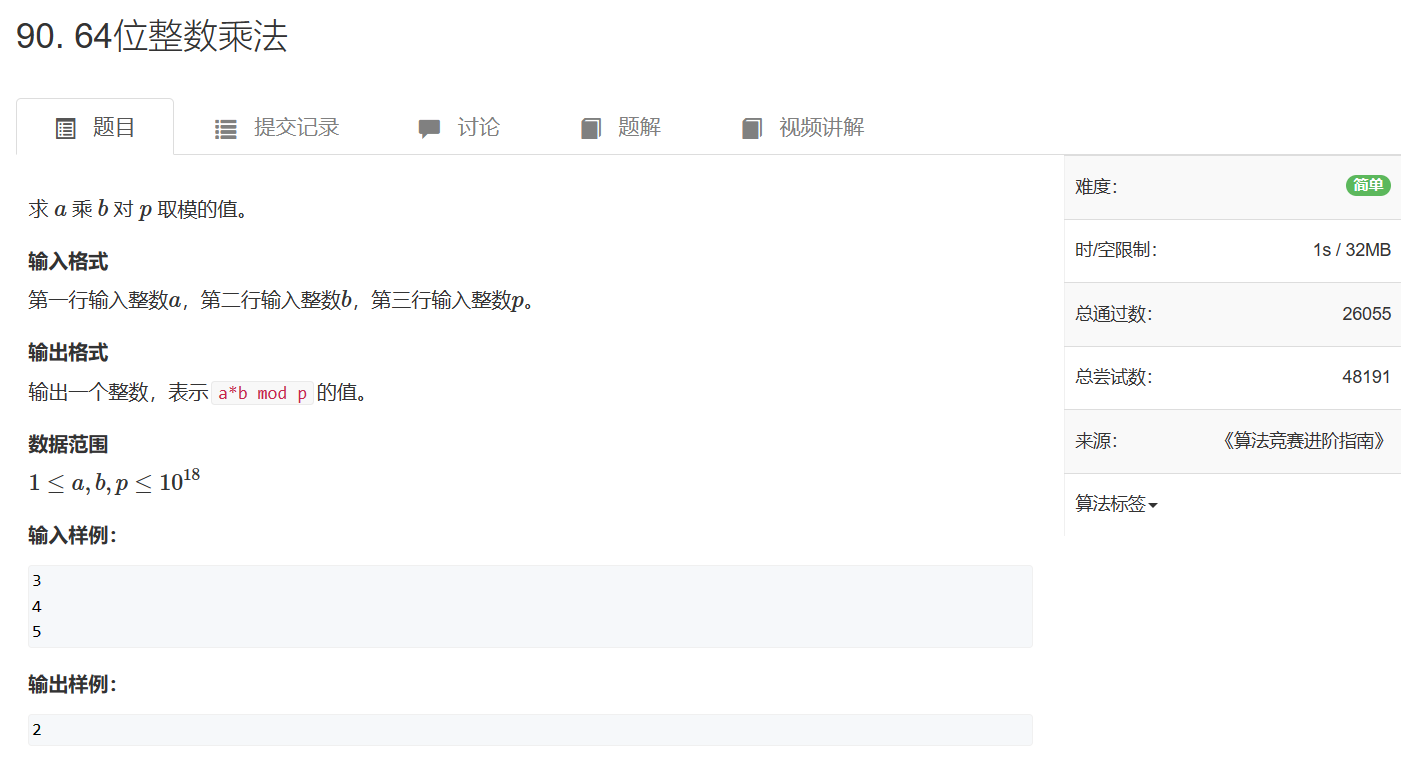 90. 64位整数乘法
题目 提交记录 讨论 题解 视频讲解
求 a 乘 b 对 p 取模的值。
输入格式
第一行输入整数a，第二行输入整数b，第三行输入整数p。
输出格式
输出一个整数，表示 a*b mod p 的值。
数据范围
1 ≤ a, b, p ≤ 10^18
输入样例：
3
4
5
输出样例：
2
难度： 简单
时/空限制： 1s / 32MB
总通过数： 26055
总尝试数： 48191
来源： 《算法竞赛进阶指南》
算法标签